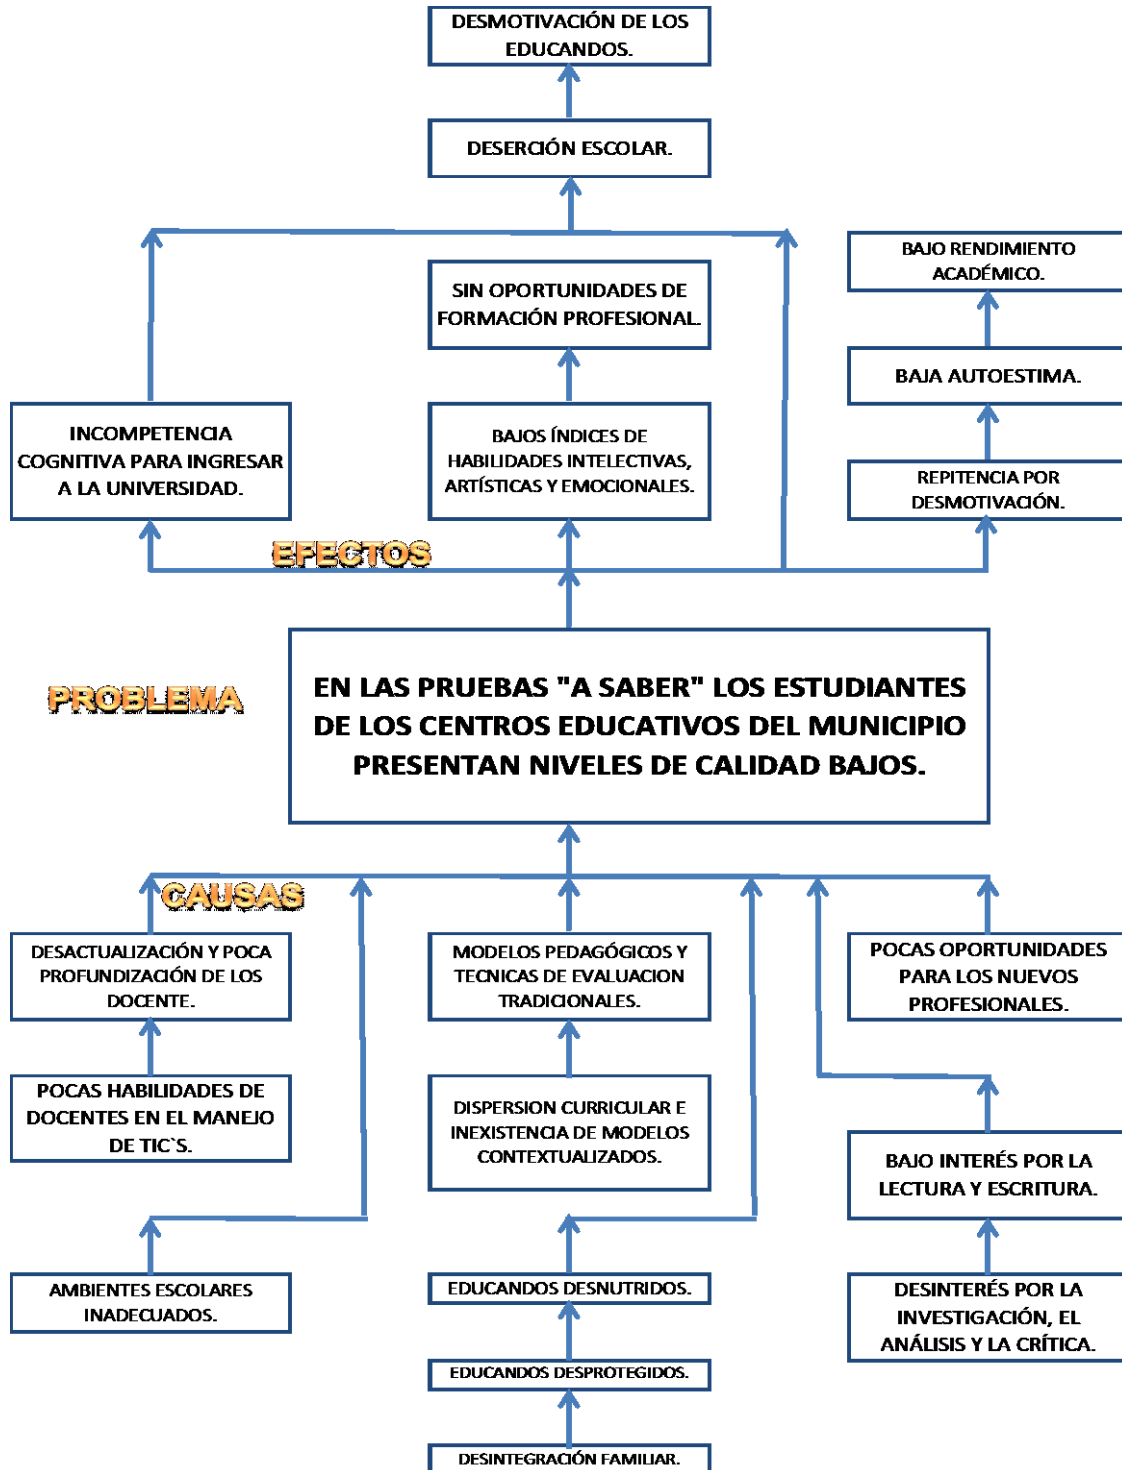 DESMOTIVACIÓN DE LOS
EDUCANDOS.
DESERCIÓN ESCOLAR.
BAJO RENDIMIENTO
ACADÉMICO.
SIN OPORTUNIDADES DE
FORMACIÓN PROFESIONAL.
BAJA AUTOESTIMA.
INCOMPETENCIA
COGNITIVA PARA INGRESAR
A LA UNIVERSIDAD.
BAJOS ÍNDICES DE
HABILIDADES INTELECTIVAS,
ARTÍSTICAS Y EMOCIONALES.
REPITENCIA POR
DESMOTIVACIÓN.
EFECTOS
PROBLEMA
EN LAS PRUEBAS "A SABER" LOS ESTUDIANTES
DE LOS CENTROS EDUCATIVOS DEL MUNICIPIO
PRESENTAN NIVELES DE CALIDAD BAJOS.
CAUSAS
DESACTUALIZACIÓN Y POCA
PROFUNDIZACIÓN DE LOS
DOCENTE.
MODELOS PEDAGÓGICOS Y
TECNICAS DE EVALUACION
TRADICIONALES.
POCAS OPORTUNIDADES
PARA LOS NUEVOS
PROFESIONALES.
POCAS HABILIDADES DE
DOCENTES EN EL MANEJO
DE TIC`S.
DISPERSION CURRICULAR E
INEXISTENCIA DE MODELOS
CONTEXTUALIZADOS.
BAJO INTERÉS POR LA
LECTURA Y ESCRITURA.
AMBIENTES ESCOLARES
INADECUADOS.
EDUCANDOS DESNUTRIDOS.
DESINTERÉS POR LA
INVESTIGACIÓN, EL
ANÁLISIS Y LA CRÍTICA.
EDUCANDOS DESPROTEGIDOS.
DESINTEGRACIÓN FAMILIAR.